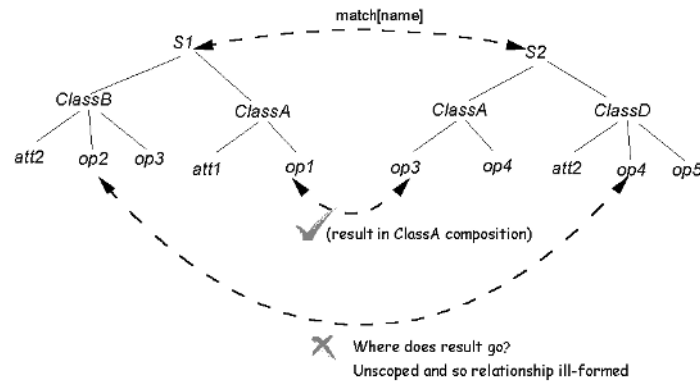 match[name]
S1
S2
ClassB
ClassA
ClassA
ClassD
att2 op2 op3
att1 op1
op3 op4
att2 op4 op5
(result in ClassA composition)
Where does result go?
Unscoped and so relationship ill-formed